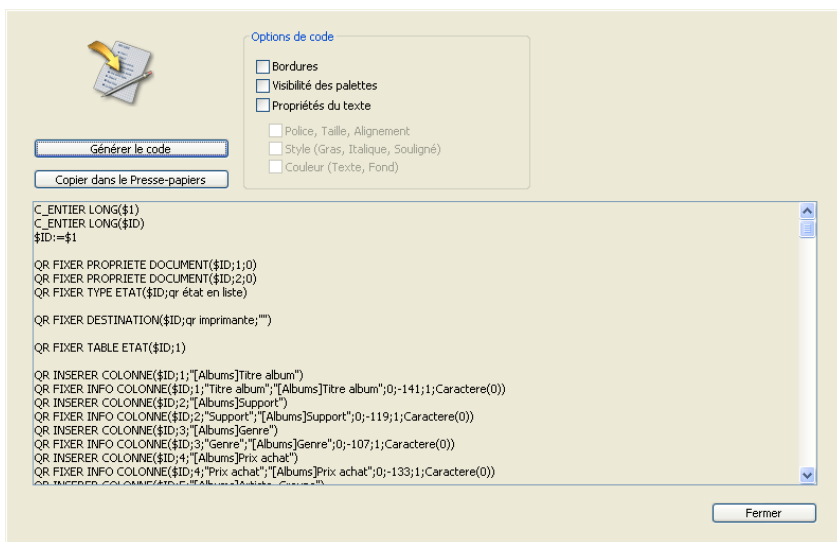 Options de code
Bordures
Visibilité des palettes
Propriétés du texte
Police, Taille, Alignement
Style (Gras, Italique, Souligné)
Couleur (Texte, Fond)
Générer le code
Copier dans le Presse-papiers
C_ENTIER LONG($1)
C_ENTIER LONG($ID)
$ID:=$1
QR FIXER PROPRIETE DOCUMENT($ID;1;0)
QR FIXER PROPRIETE DOCUMENT($ID;2;0)
QR FIXER TYPE ETAT($ID;qr état en liste)
QR FIXER DESTINATION($ID;qr imprimante;"")
QR FIXER TABLE ETAT($ID;1)
QR INSERER COLONNE($ID;1;"[Albums]Titre album")
QR FIXER INFO COLONNE($ID;1;"Titre album";"[Albums]Titre album";0;-141;1;Caractere(0))
QR INSERER COLONNE($ID;2;"[Albums]Support")
QR FIXER INFO COLONNE($ID;2;"Support";"[Albums]Support";0;-119;1;Caractere(0))
QR INSERER COLONNE($ID;3;"[Albums]Genre")
QR FIXER INFO COLONNE($ID;3;"Genre";"[Albums]Genre";0;-107;1;Caractere(0))
QR INSERER COLONNE($ID;4;"[Albums]Prix achat")
QR FIXER INFO COLONNE($ID;4;"Prix achat";"[Albums]Prix achat";0;-133;1;Caractere(0))
QR INSERER COLONNE($ID;5;"[Albums]
Fermer